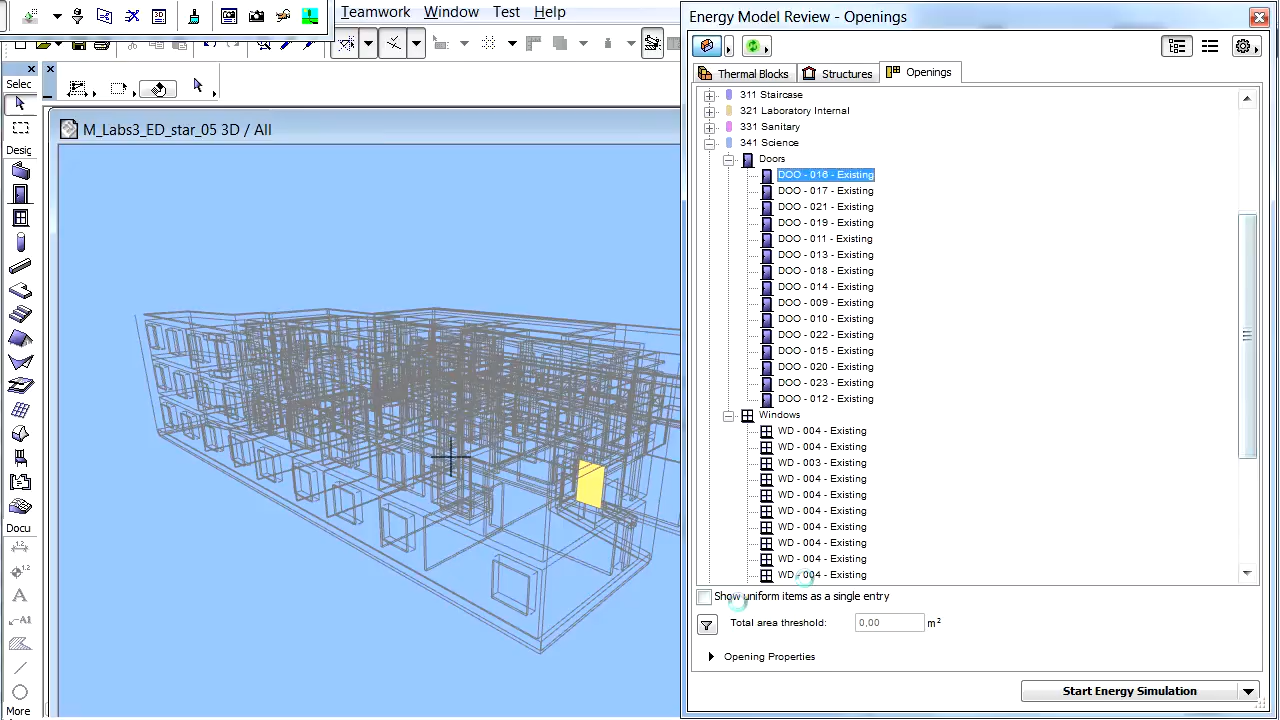 Teamwork Window Test Help
Energy Model Review - Openings
Selec
Thermal Blocks Structures Openings
M_Labs3_ED_star_05 3D / All
311 Staircase
321 Laboratory Internal
331 Sanitary
341 Science
Desig
Doors
DOO - 016 - Existing
DOO - 017 - Existing
DOO - 021 - Existing
DOO - 019 - Existing
DOO - 011 - Existing
DOO - 013 - Existing
DOO - 018 - Existing
DOO - 014 - Existing
DOO - 009 - Existing
DOO - 010 - Existing
DOO - 022 - Existing
DOO - 015 - Existing
DOO - 020 - Existing
DOO - 023 - Existing
DOO - 012 - Existing
Windows
WD - 004 - Existing
WD - 004 - Existing
WD - 003 - Existing
WD - 004 - Existing
WD - 004 - Existing
WD - 004 - Existing
WD - 004 - Existing
WD - 004 - Existing
WD - 004 - Existing
WD - 004 - Existing
Docu
Show uniform items as a single entry
Total area threshold: 0,00 m²
Opening Properties
Start Energy Simulation
More